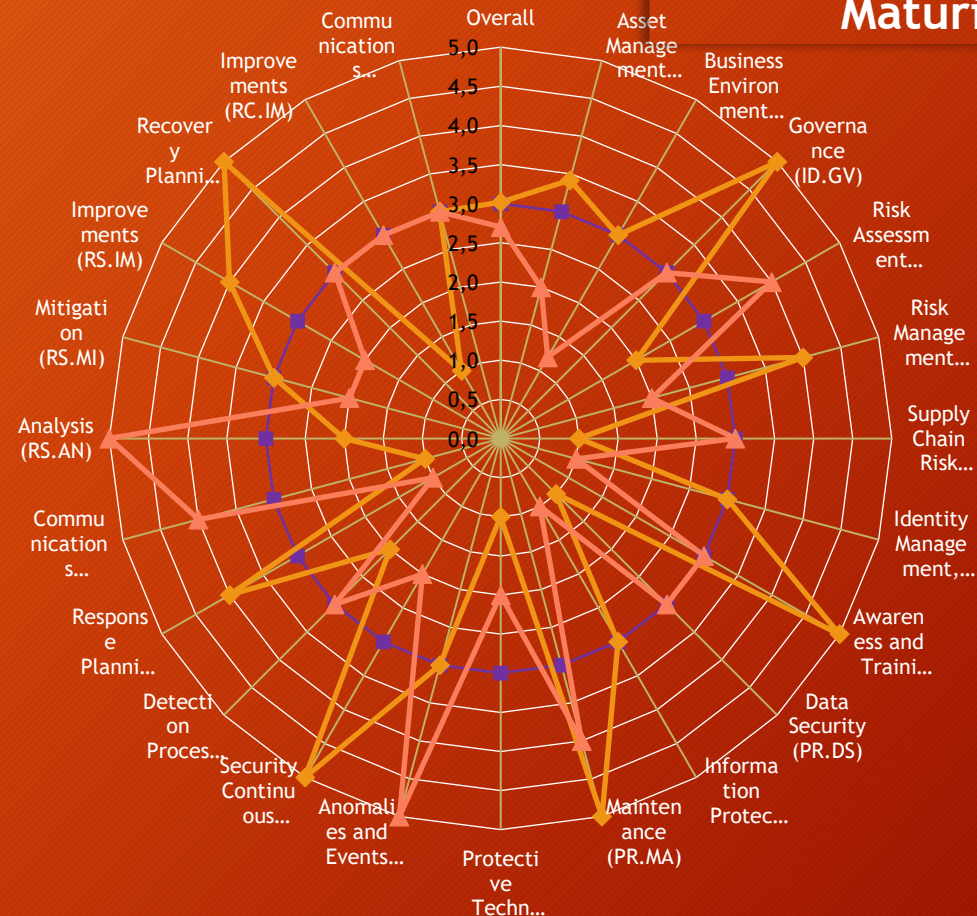 Maturi
Overall
Asset
Manage
ment…
Business
Environ
ment…
Governa
nce
(ID.GV)
Risk
Assessm
ent…
Risk
Manage
ment…
Supply
Chain
Risk…
Identity
Manage
ment,…
Awaren
ess and
Traini…
Data
Security
(PR.DS)
Informa
tion
Protec…
Mainten
ance
(PR.MA)
Protecti
ve
Techn…
Anomali
es and
Events…
Security
Continu
ous…
Detecti
on
Proces…
Respons
e
Planni…
Commu
nication
s…
Analysis
(RS.AN)
Mitigati
on
(RS.MI)
Improve
ments
(RS.IM)
Recover
y
Planni…
Improve
ments
(RC.IM)
Commu
nication
s…
5,0
4,5
4,0
3,5
3,0
2,5
2,0
1,5
1,0
0,5
0,0